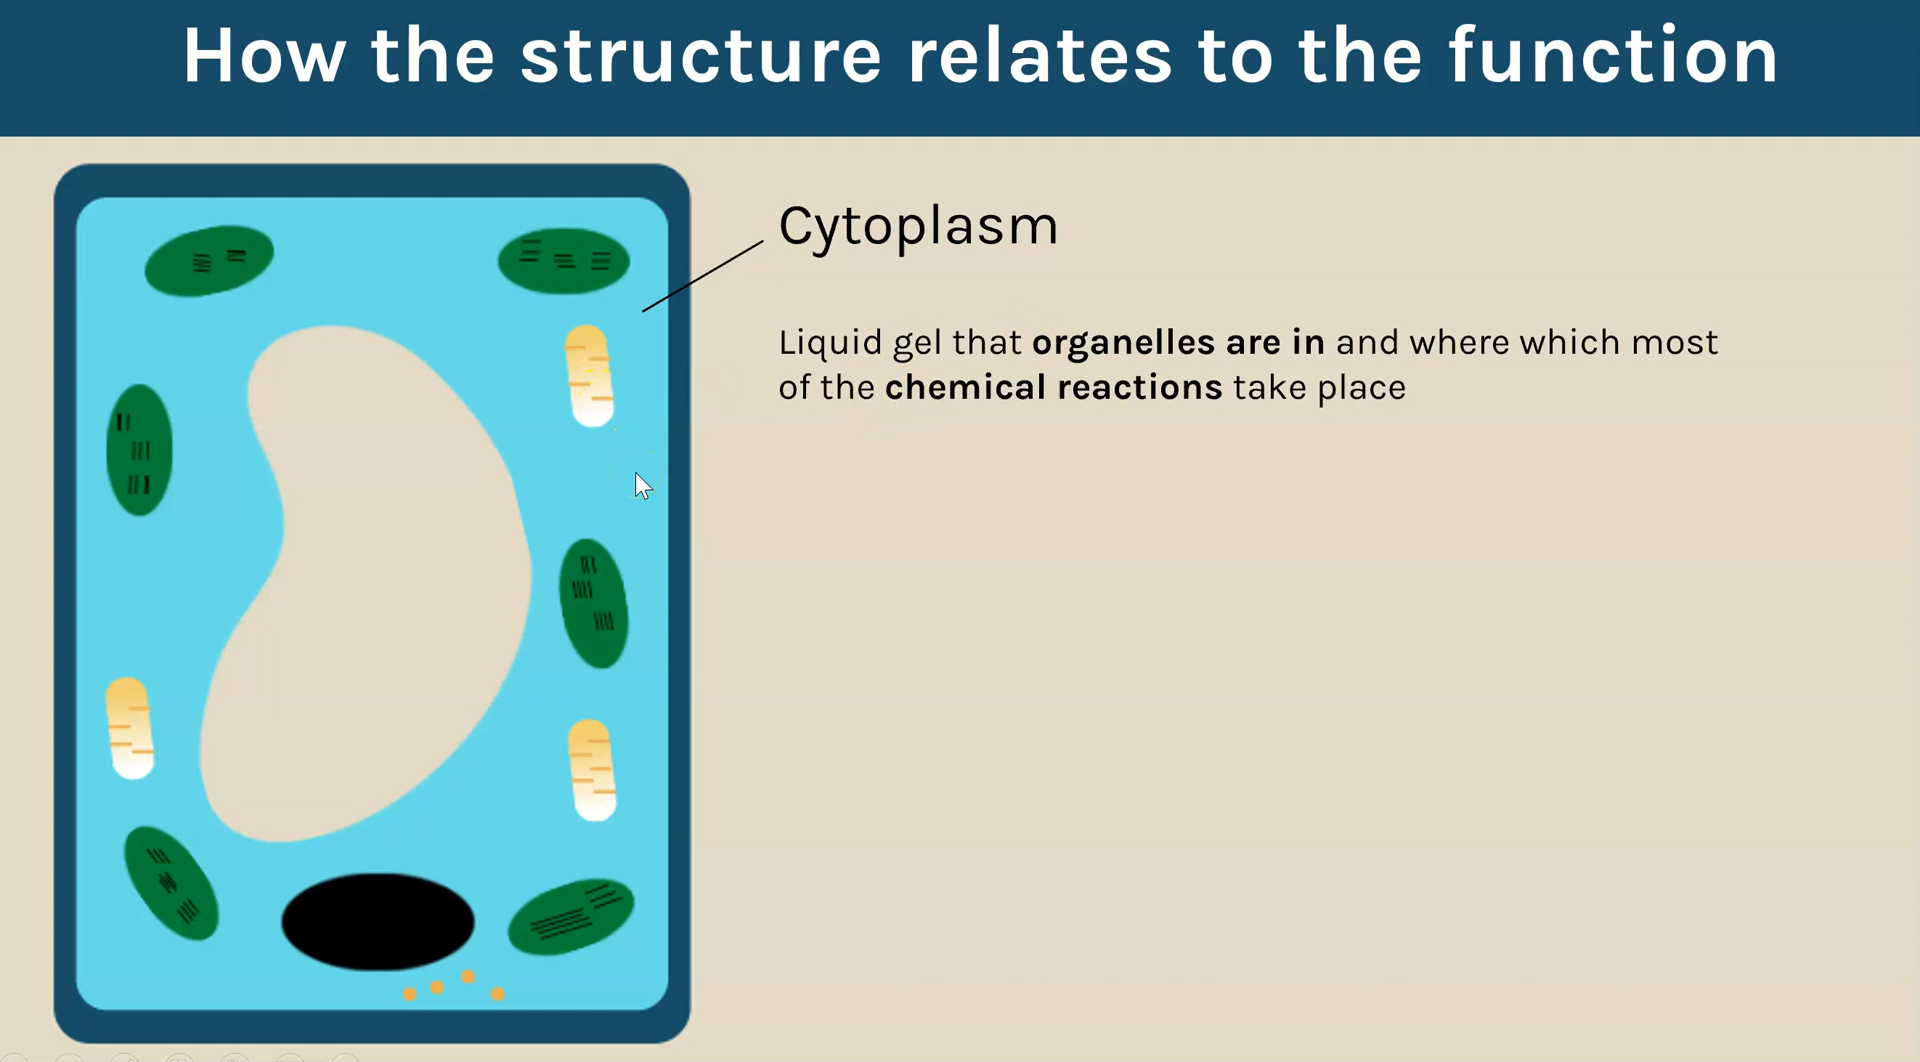 How the structure relates to the function
Cytoplasm
Liquid gel that organelles are in and where which most
of the chemical reactions take place